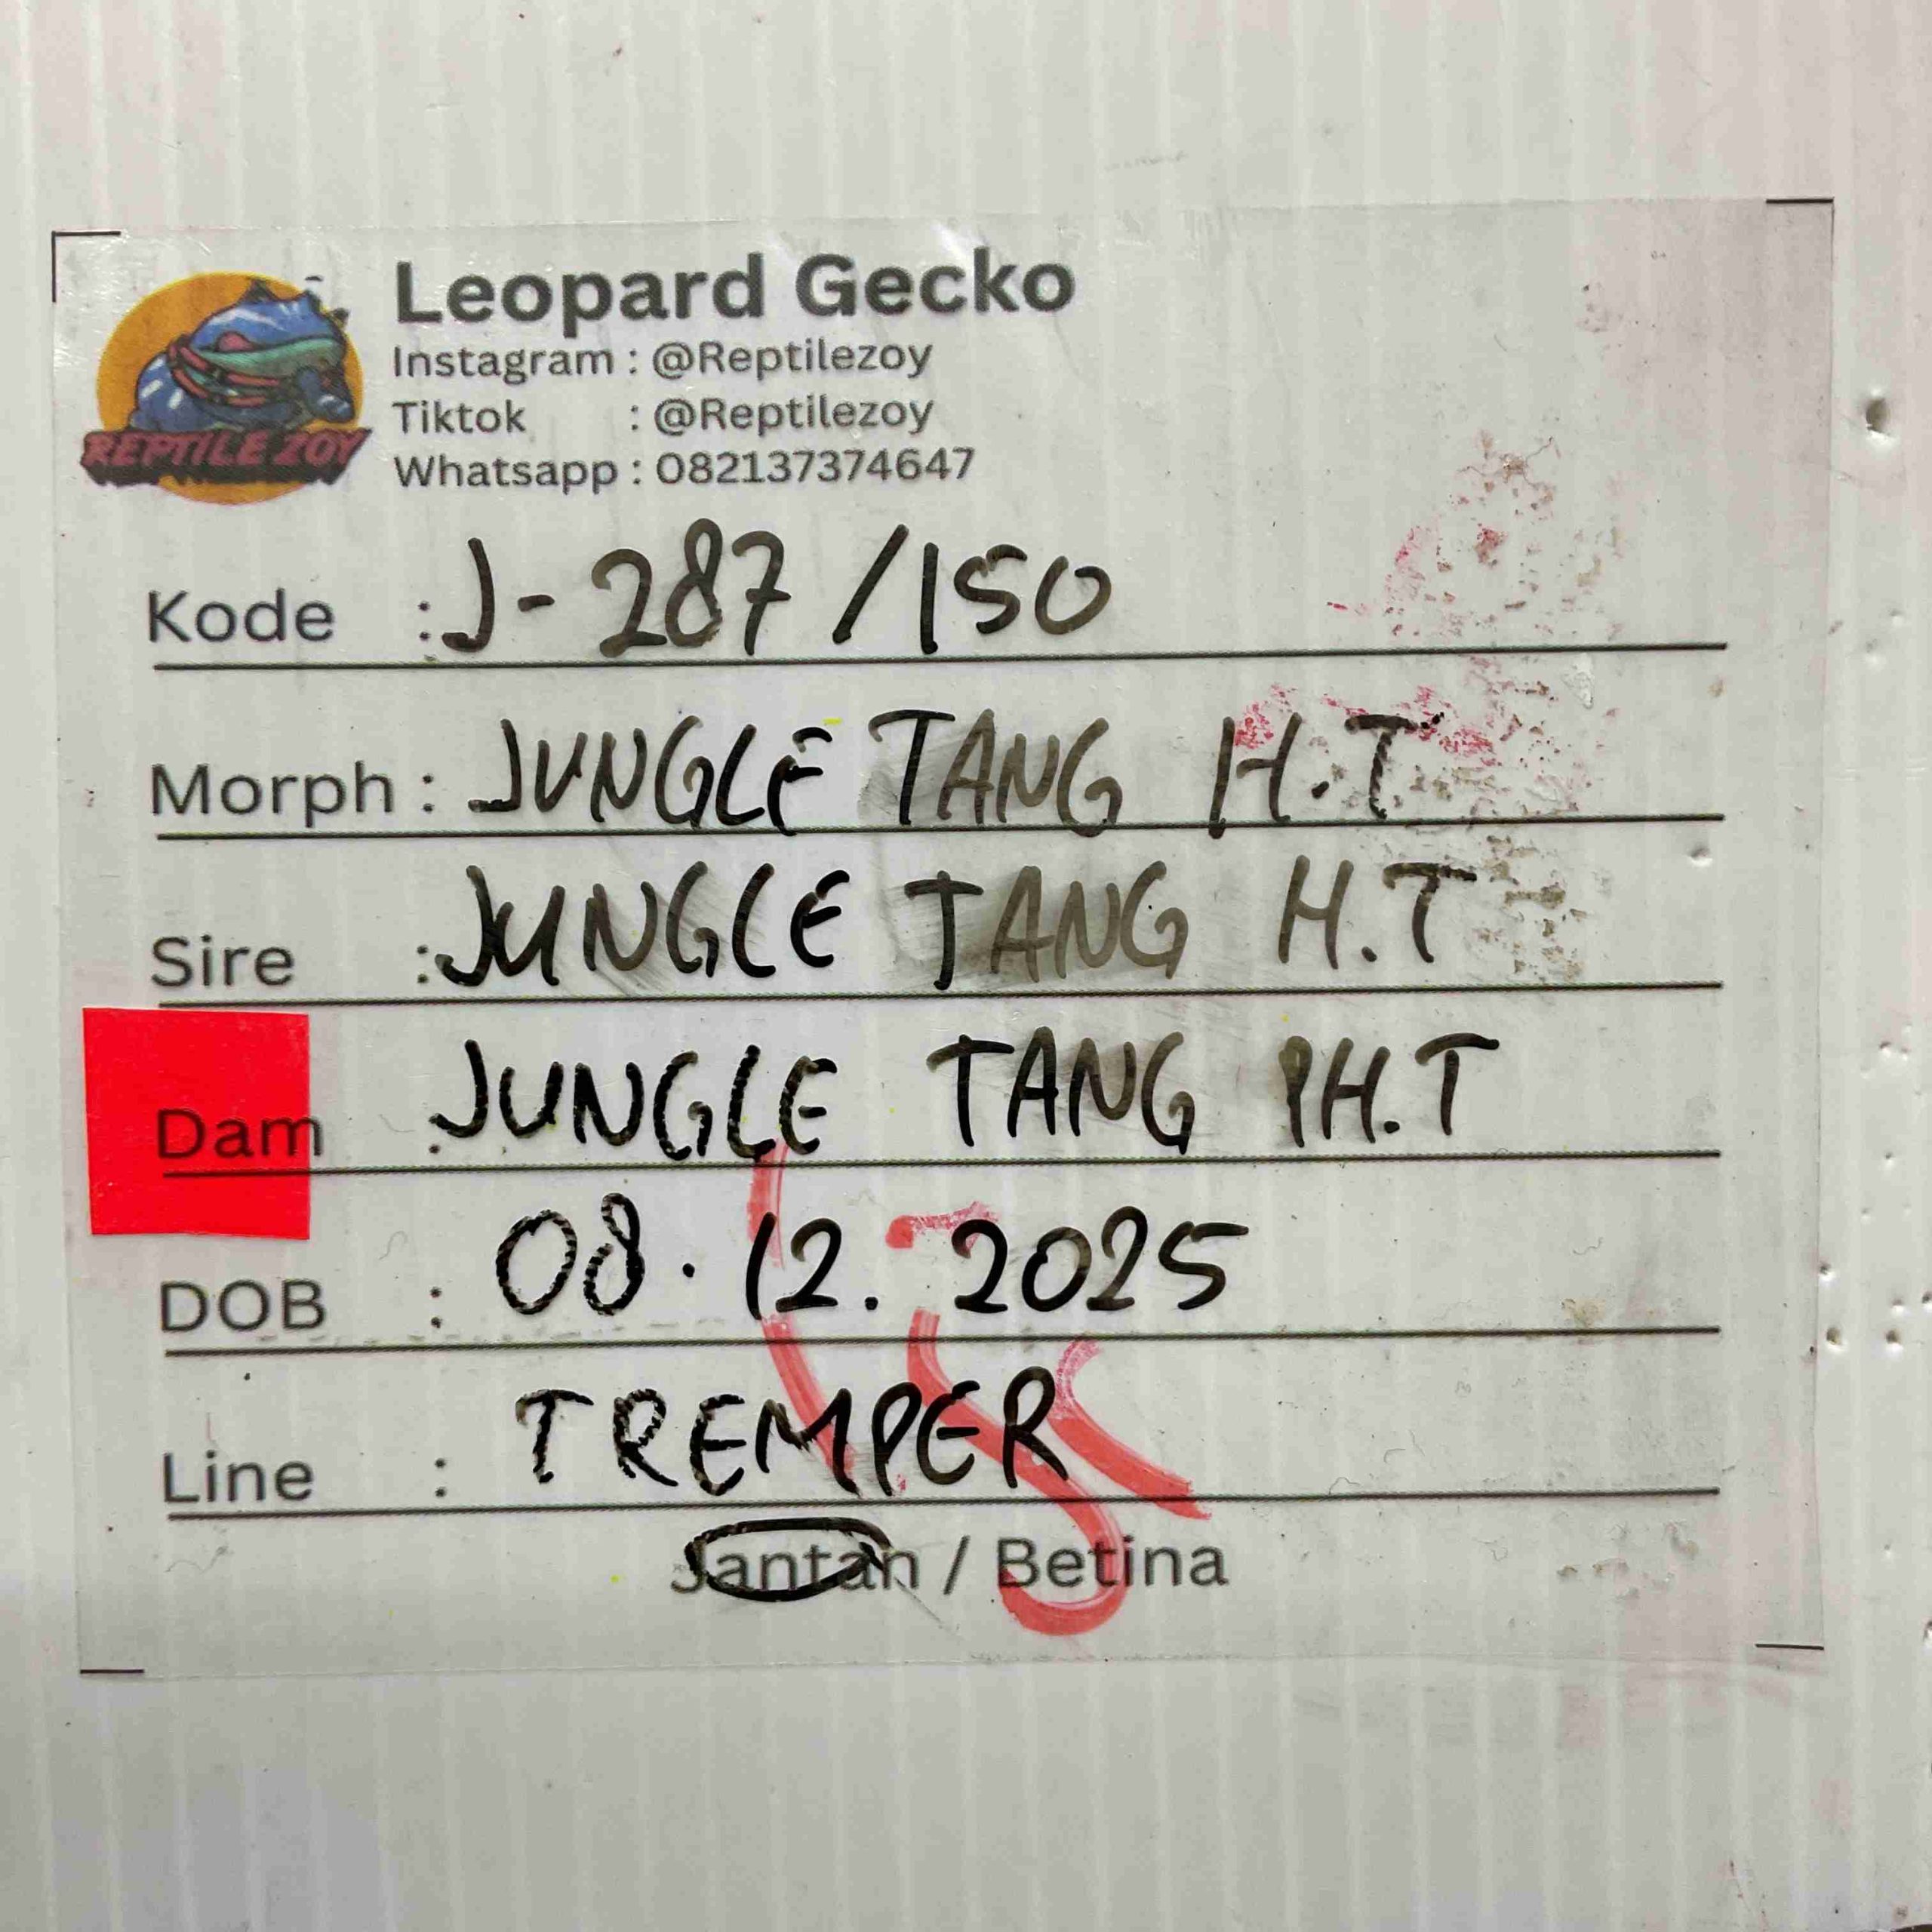 Leopard Gecko
Instagram : @Reptilezoy
Tiktok : @Reptilezoy
Whatsapp : 082137374647
REPTILE ZOY
Kode : J-287/150
Morph : JUNGLE TANG H.T
Sire : JUNGLE TANG H.T
Dam : JUNGLE TANG PH.T
DOB : 08.12.2025
Line : TREMPER
Jantan / Betina